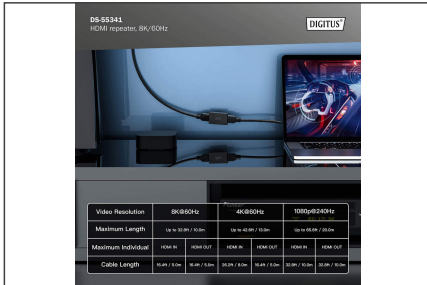 DS-55341
HDMI repeater, 8K/60Hz
DIGITUS®
Video Resolution 8K@60Hz 4K@60Hz 1080p@240Hz
Maximum Length Up to 32.8ft / 10.0m Up to 42.6ft / 13.0m Up to 65.6ft / 20.0m
Maximum Individual HDMI IN HDMI OUT HDMI IN HDMI OUT HDMI IN HDMI OUT
Cable Length 16.4ft / 5.0m 16.4ft / 5.0m 26.2ft / 8.0m 16.4ft / 5.0m 32.8ft / 10.0m 32.8ft / 10.0m